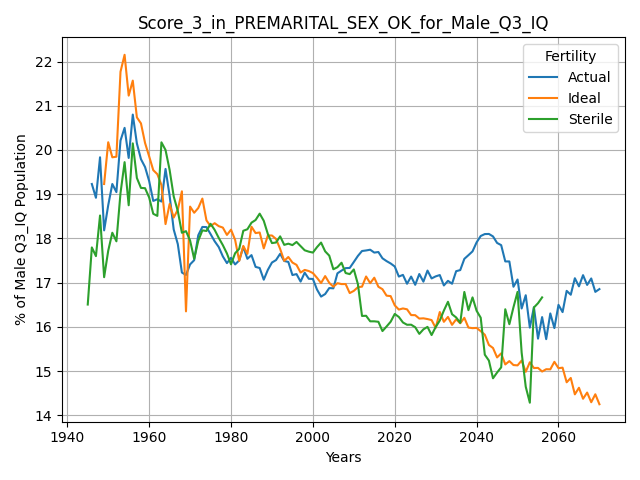 Score_3_in_PREMARITAL_SEX_OK_for_Male_Q3_IQ
Fertility
Actual
Ideal
Sterile
% of Male Q3_IQ Population
22
21
20
19
18
17
16
15
14
1940 1960 1980 2000 2020 2040 2060
Years